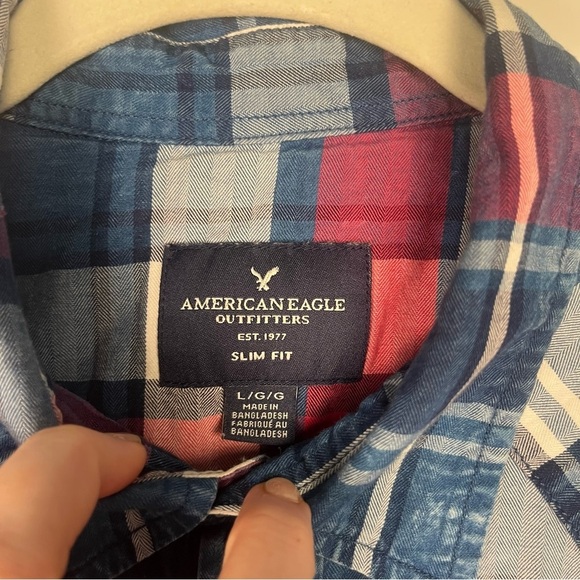 AMERICAN EAGLE
OUTFITTERS
EST. 1977
SLIM FIT
L/G/G
MADE IN
BANGLADESH
FABRIQUÉ AU
BANGLADESH